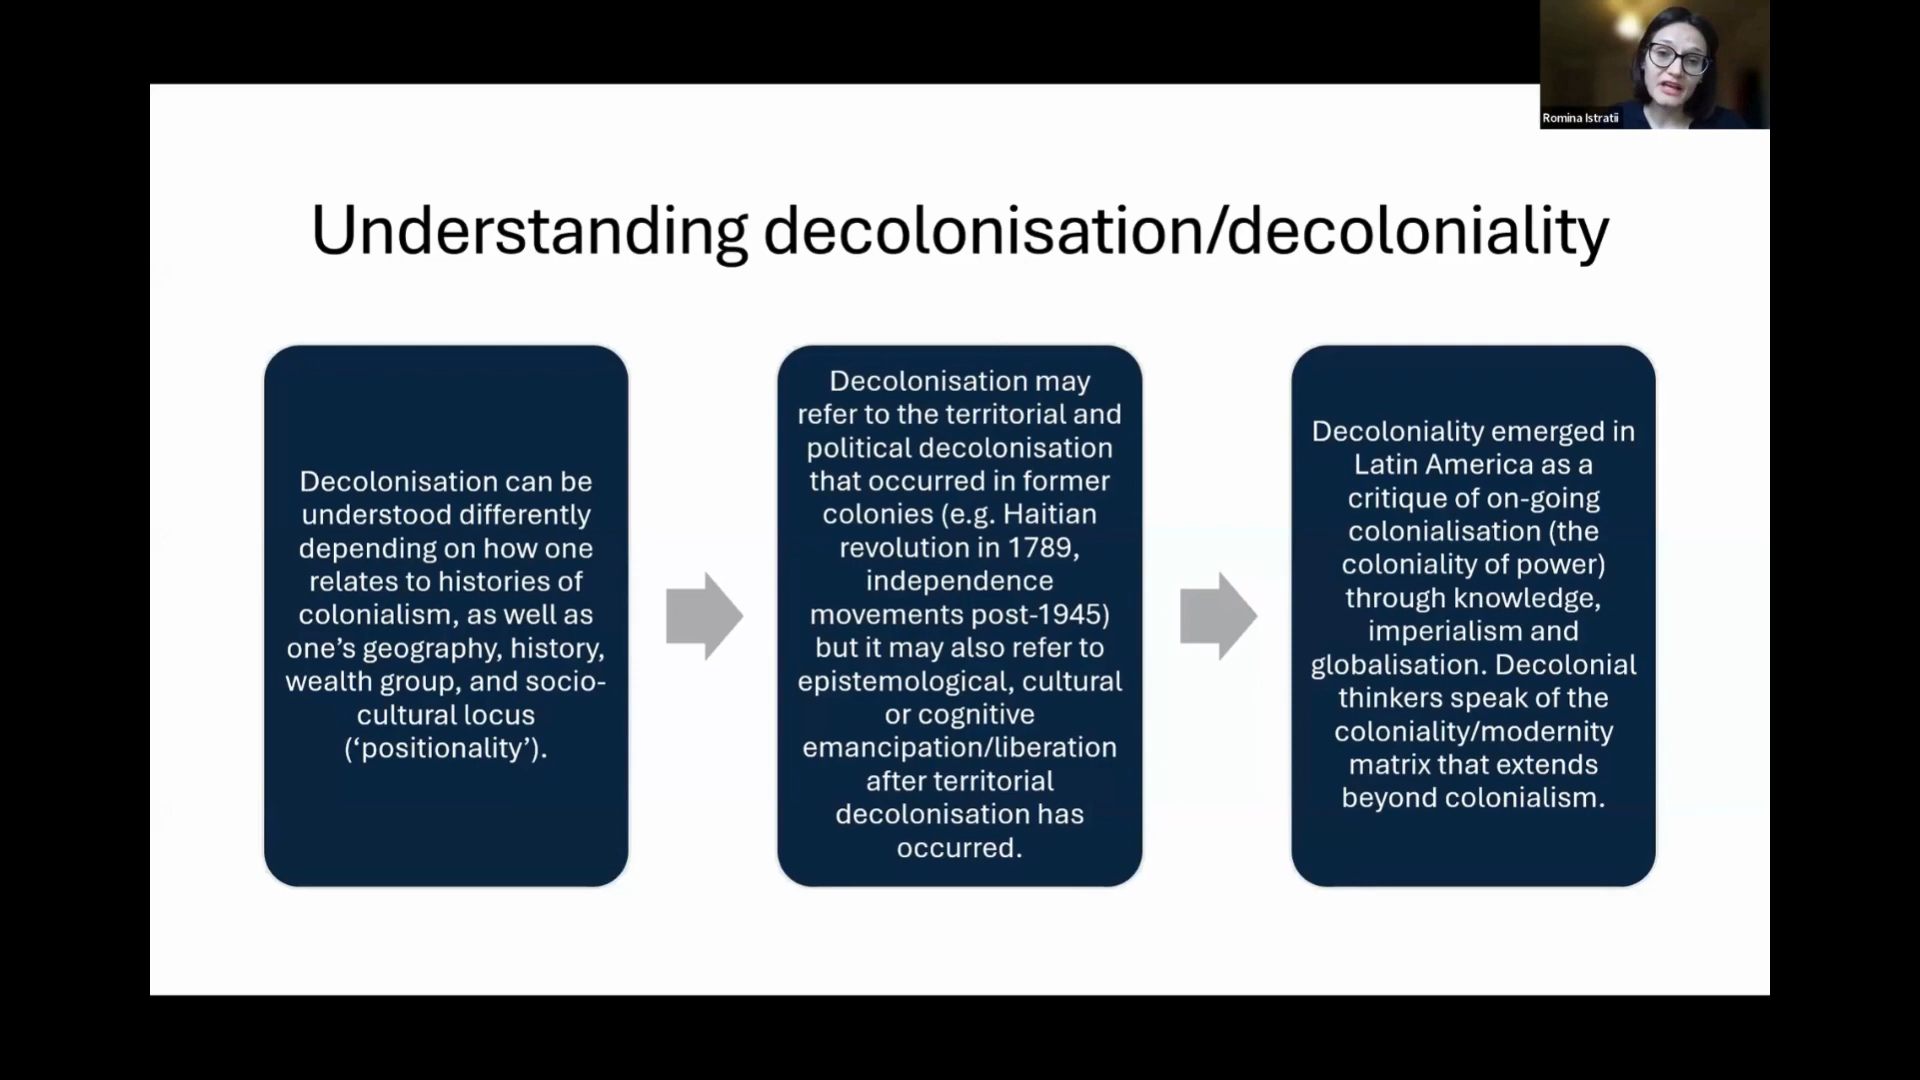 Romina Istratii
Understanding decolonisation/decoloniality
Decolonisation can be
understood differently
depending on how one
relates to histories of
colonialism, as well as
one’s geography, history,
wealth group, and socio-
cultural locus
(‘positionality’).
Decolonisation may
refer to the territorial and
political decolonisation
that occurred in former
colonies (e.g. Haitian
revolution in 1789,
independence
movements post-1945)
but it may also refer to
epistemological, cultural
or cognitive
emancipation/liberation
after territorial
decolonisation has
occurred.
Decoloniality emerged in
Latin America as a
critique of on-going
colonialisation (the
coloniality of power)
through knowledge,
imperialism and
globalisation. Decolonial
thinkers speak of the
coloniality/modernity
matrix that extends
beyond colonialism.